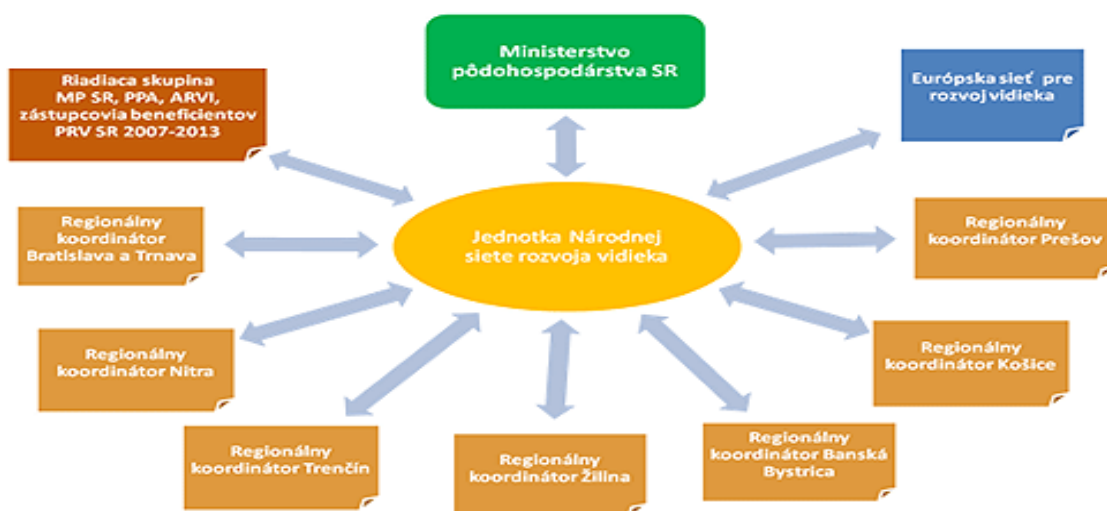 Ministerstvo
pôdohospodárstva SR
Riadiaca skupina
MP SR, PPA, ARVI,
zástupcovia beneficientov
PRV SR 2007-2013
Európska sieť pre
rozvoj vidieka
Regionálny
koordinátor
Bratislava a Trnava
Jednotka Národnej
siete rozvoja vidieka
Regionálny
koordinátor Prešov
Regionálny
koordinátor Nitra
Regionálny
koordinátor Košice
Regionálny
koordinátor Trenčín
Regionálny
koordinátor Žilina
Regionálny
koordinátor Banská
Bystrica